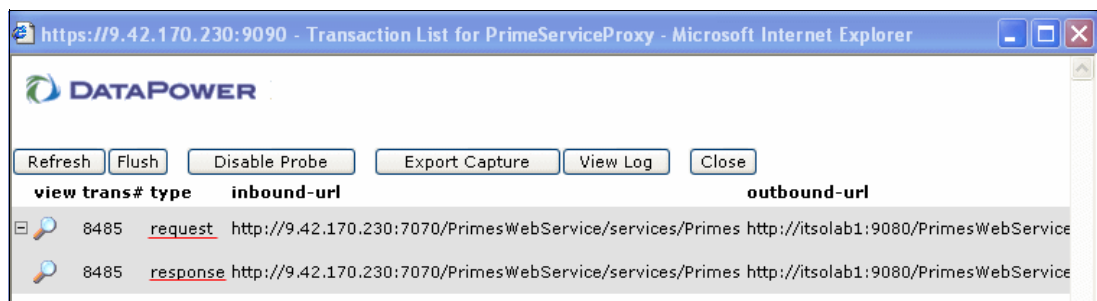 https://9.42.170.230:9090 - Transaction List for PrimeServiceProxy - Microsoft Internet Explorer
DATAPOWER
Refresh Flush Disable Probe Export Capture View Log Close
view trans# type inbound-url outbound-url
8485 request http://9.42.170.230:7070/PrimesWebService/services/Primes http://itsolab1:9080/PrimesWebService
8485 response http://9.42.170.230:7070/PrimesWebService/services/Primes http://itsolab1:9080/PrimesWebService